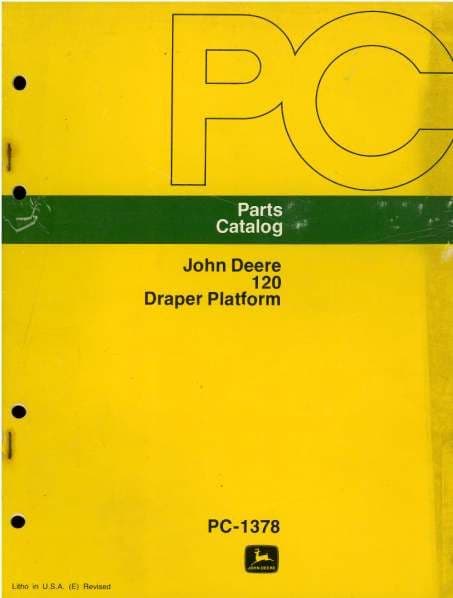 PC
Parts
Catalog
John Deere
120
Draper Platform
PC-1378
JOHN DEERE
Litho in U.S.A. (E) Revised